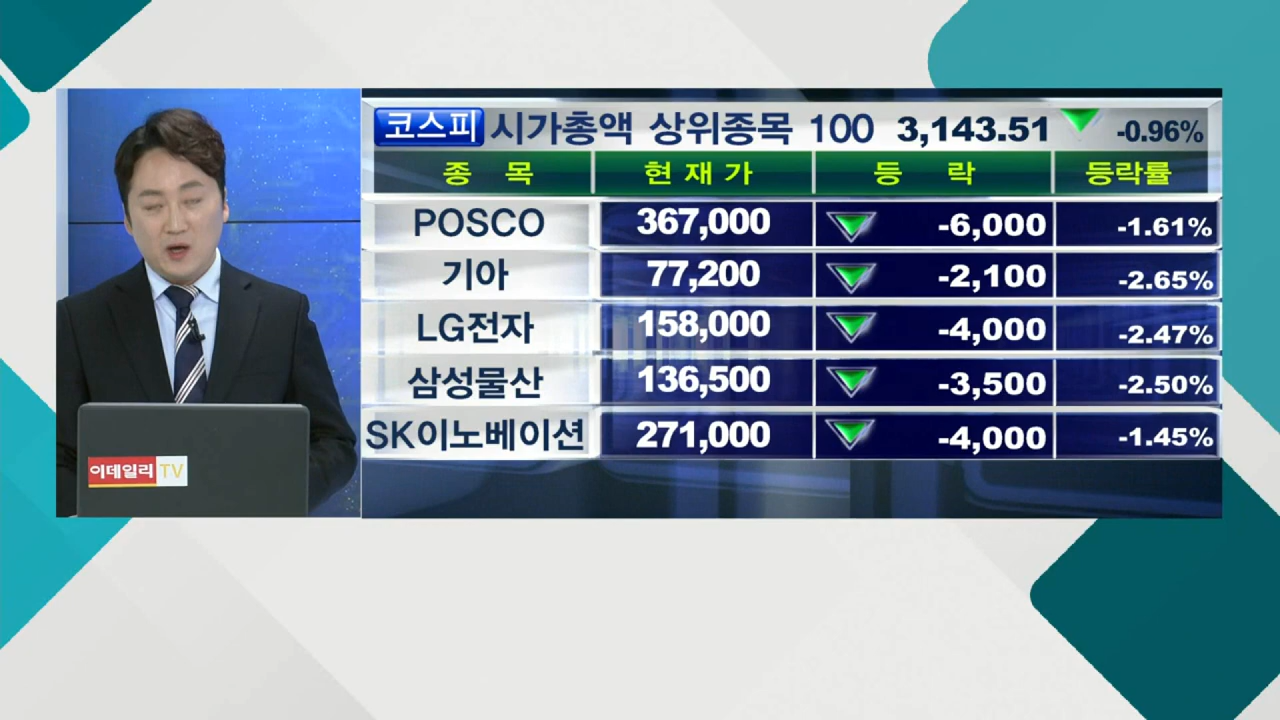 코스피 시가총액 상위종목 100 3,143.51 -0.96%
종 목 현재가 등 락 등락률
POSCO 367,000 -6,000 -1.61%
기아 77,200 -2,100 -2.65%
LG전자 158,000 -4,000 -2.47%
삼성물산 136,500 -3,500 -2.50%
SK이노베이션 271,000 -4,000 -1.45%
이데일리 TV